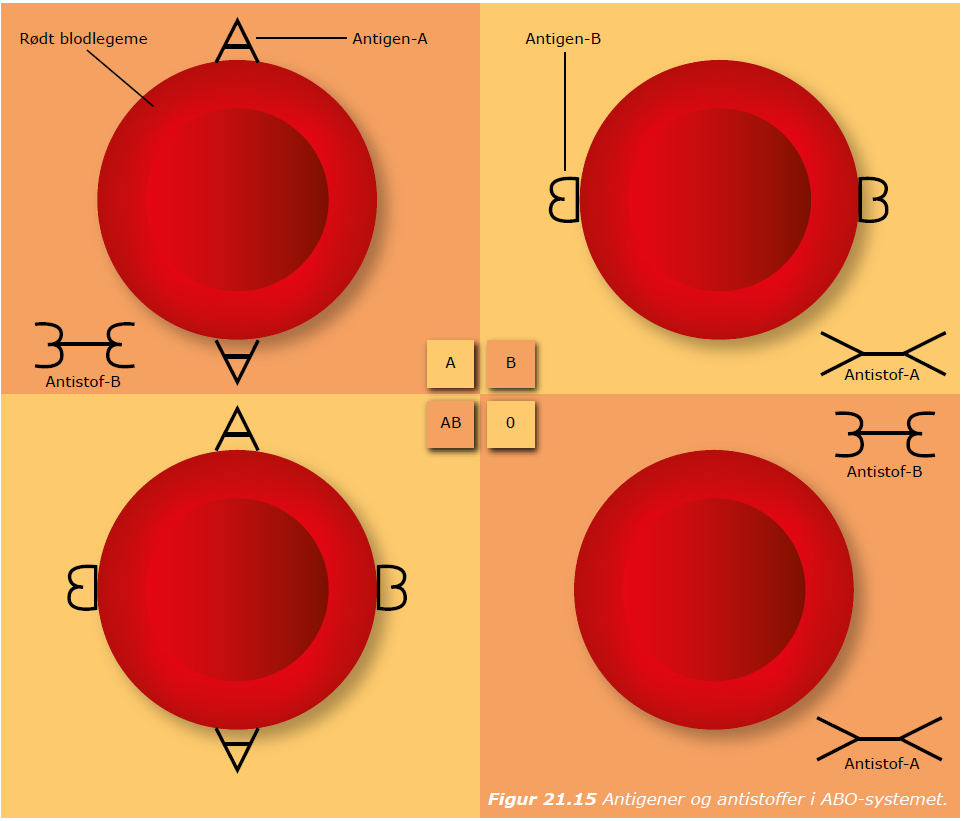 Rødt blodlegeme
Antigen-A
Antigen-B
Antistof-B
Antistof-A
A
B
AB
0
Antistof-B
Antistof-A
Figur 21.15 Antigener og antistoffer i ABO-systemet.